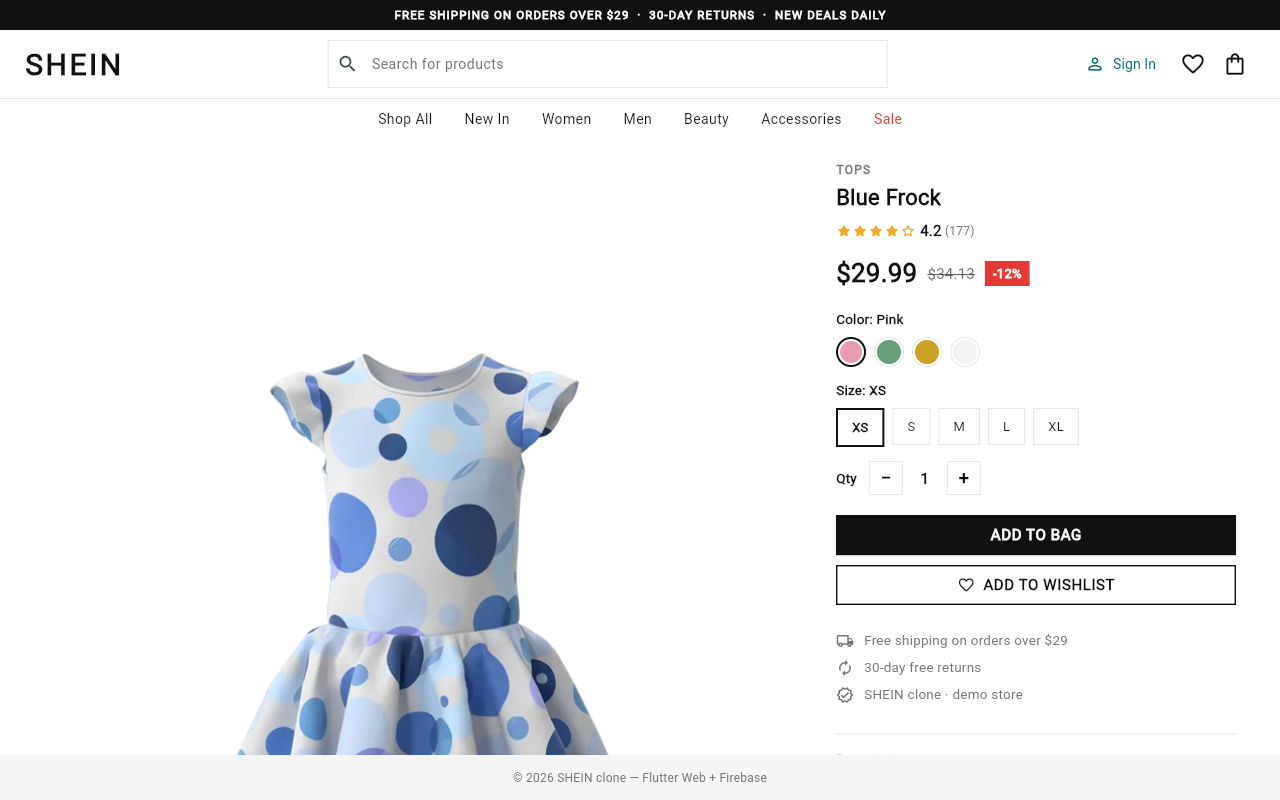 FREE SHIPPING ON ORDERS OVER $29 · 30-DAY RETURNS · NEW DEALS DAILY
SHEIN
Search for products
Sign In
Shop All
New In
Women
Men
Beauty
Accessories
Sale
TOPS
Blue Frock
4.2 (177)
$29.99 $34.13 -12%
Color: Pink
Size: XS
XS S M L XL
Qty − 1 +
ADD TO BAG
ADD TO WISHLIST
Free shipping on orders over $29
30-day free returns
SHEIN clone · demo store
© 2026 SHEIN clone — Flutter Web + Firebase